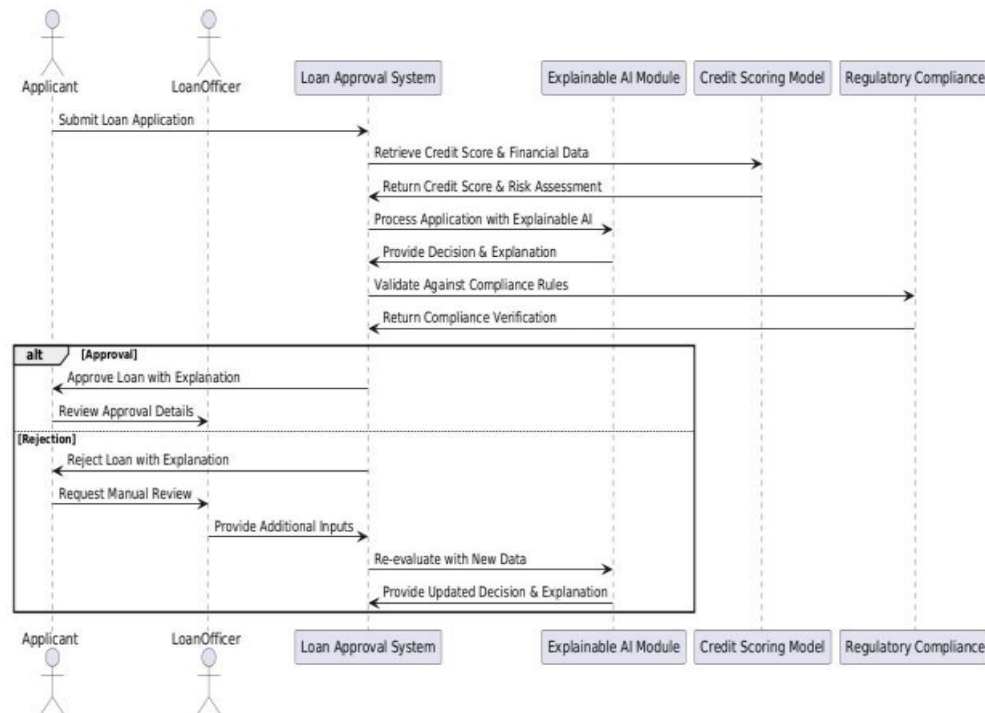 Applicant LoanOfficer Loan Approval System Explainable AI Module Credit Scoring Model Regulatory Compliance
Submit Loan Application
Retrieve Credit Score & Financial Data
Return Credit Score & Risk Assessment
Process Application with Explainable AI
Provide Decision & Explanation
Validate Against Compliance Rules
Return Compliance Verification
alt [Approval]
Approve Loan with Explanation
Review Approval Details
[Rejection]
Reject Loan with Explanation
Request Manual Review
Provide Additional Inputs
Re-evaluate with New Data
Provide Updated Decision & Explanation
Applicant LoanOfficer Loan Approval System Explainable AI Module Credit Scoring Model Regulatory Compliance